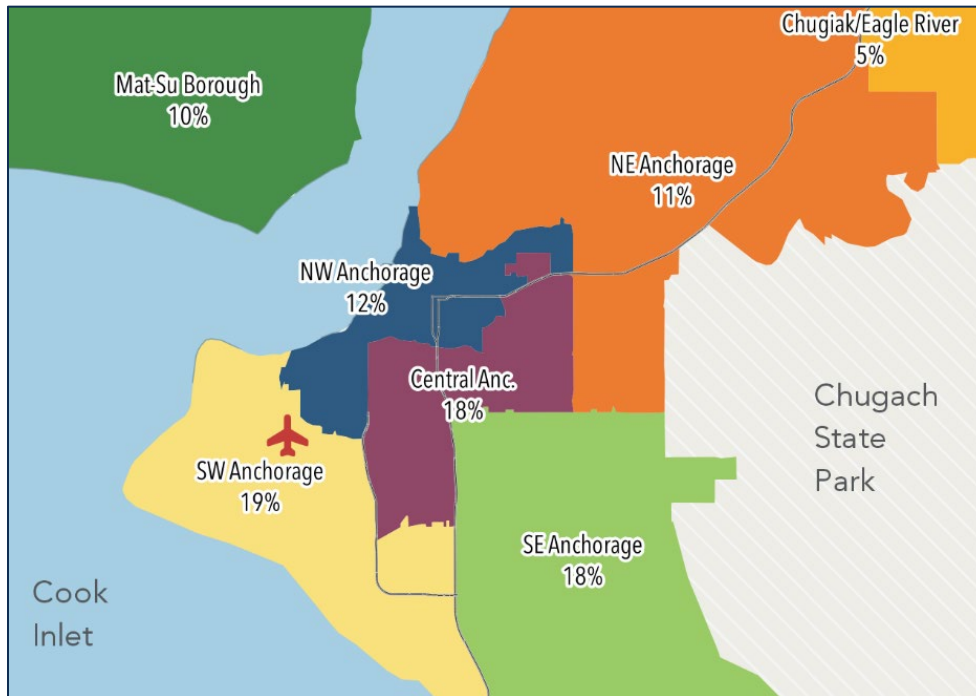 Chugiak/Eagle River
5%
Mat-Su Borough
10%
NE Anchorage
11%
NW Anchorage
12%
Central Anc.
18%
Chugach
State
Park
SW Anchorage
19%
SE Anchorage
18%
Cook
Inlet